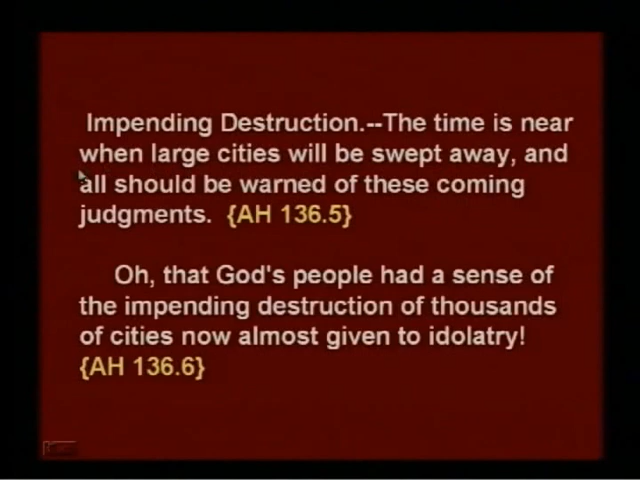 Impending Destruction.--The time is near
when large cities will be swept away, and
all should be warned of these coming
judgments. {AH 136.5}
Oh, that God's people had a sense of
the impending destruction of thousands
of cities now almost given to idolatry!
{AH 136.6}